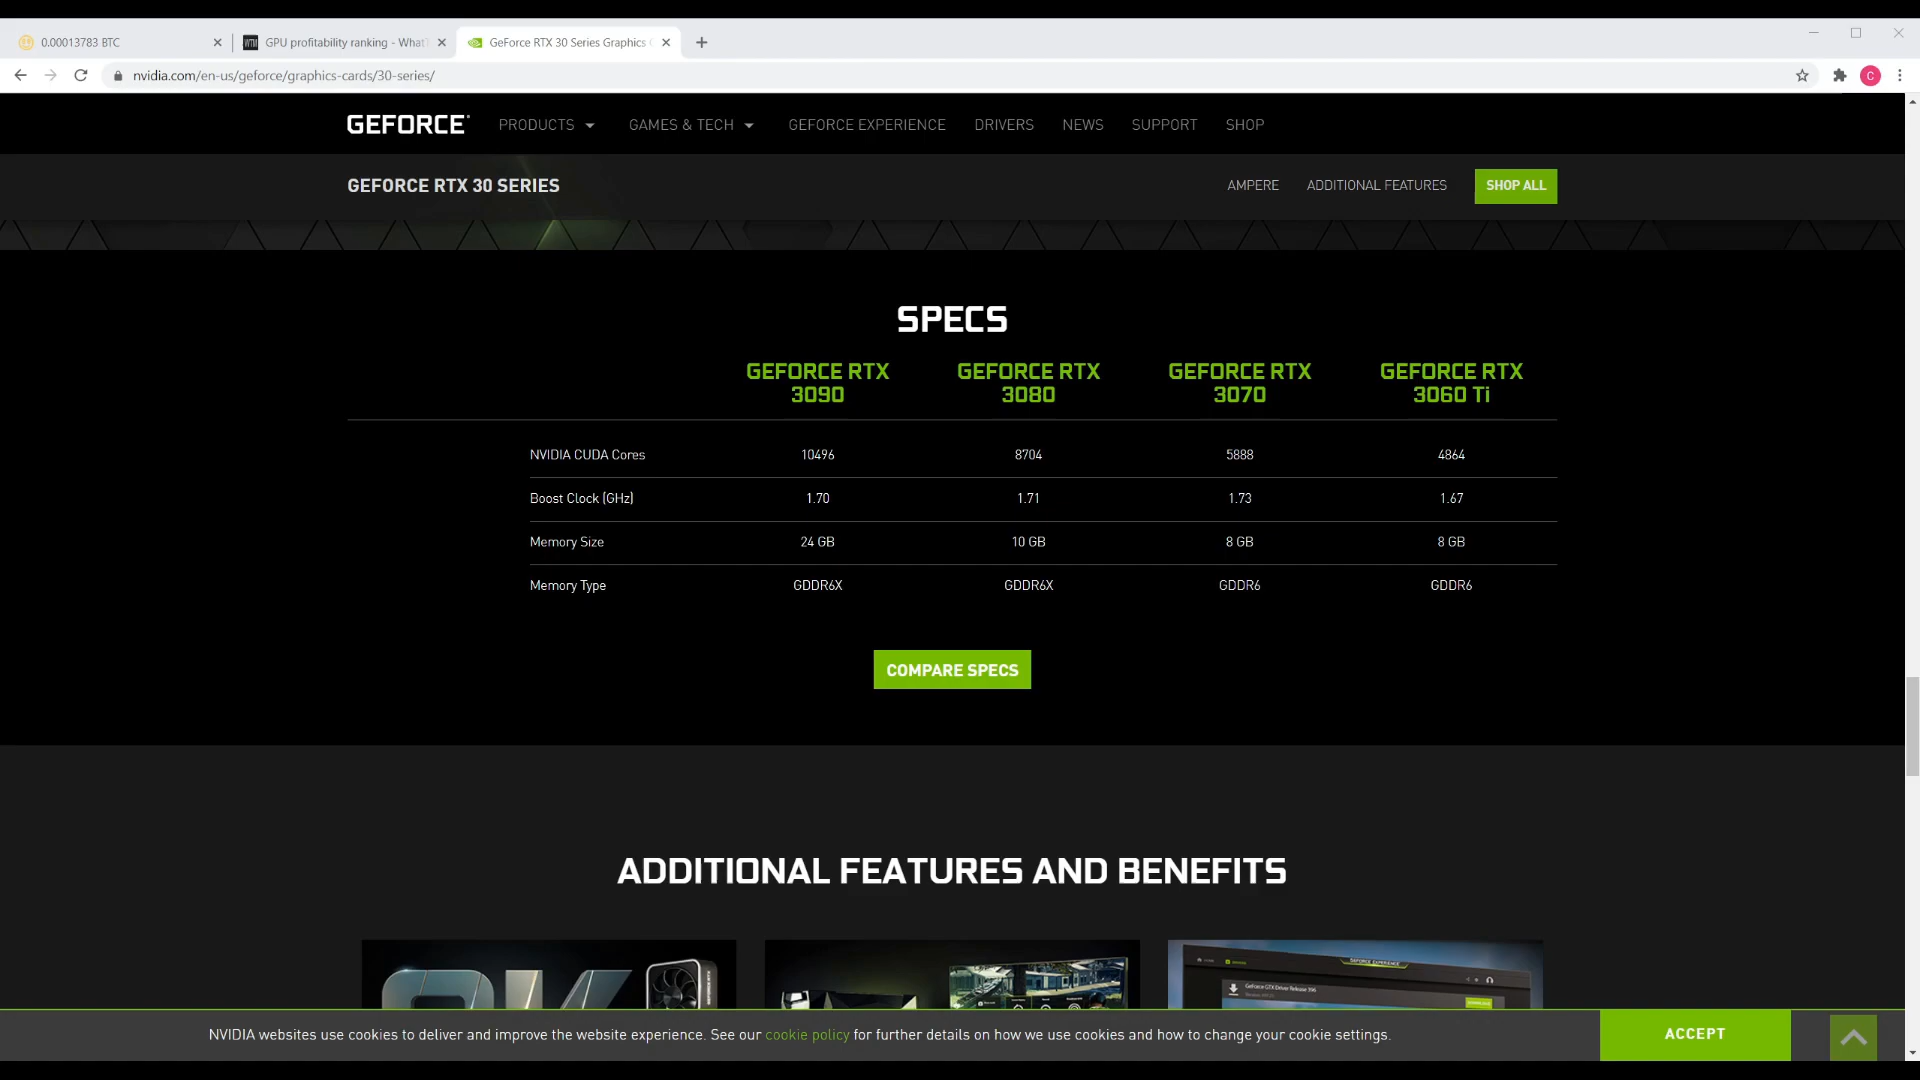 0.00013783 BTC
GPU profitability ranking - What
GeForce RTX 30 Series Graphics
nvidia.com/en-us/geforce/graphics-cards/30-series/
C
GEFORCE PRODUCTS GAMES & TECH GEFORCE EXPERIENCE DRIVERS NEWS SUPPORT SHOP
GEFORCE RTX 30 SERIES AMPERE ADDITIONAL FEATURES SHOP ALL
SPECS
GEFORCE RTX 3090 GEFORCE RTX 3080 GEFORCE RTX 3070 GEFORCE RTX 3060 Ti
NVIDIA CUDA Cores 10496 8704 5888 4864
Boost Clock (GHz) 1.70 1.71 1.73 1.67
Memory Size 24 GB 10 GB 8 GB 8 GB
Memory Type GDDR6X GDDR6X GDDR6 GDDR6
COMPARE SPECS
ADDITIONAL FEATURES AND BENEFITS
GEFORCE EXPERIENCE
NVIDIA websites use cookies to deliver and improve the website experience. See our cookie policy for further details on how we use cookies and how to change your cookie settings.
ACCEPT